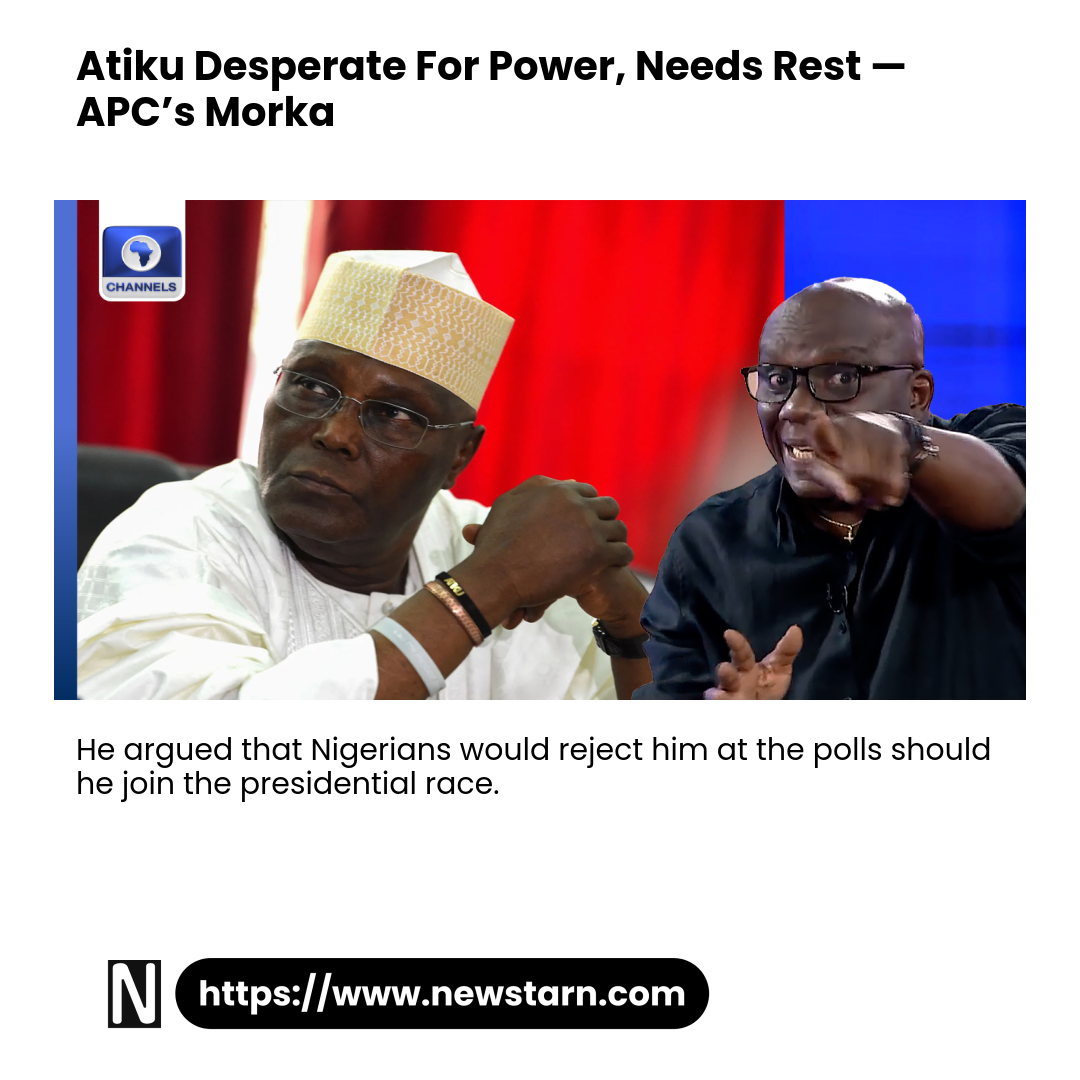 Atiku Desperate For Power, Needs Rest —
APC’s Morka
CHANNELS
He argued that Nigerians would reject him at the polls should
he join the presidential race.
N
https://www.newstarn.com